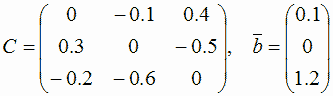 C = ( 0 −0.1 0.4 ; 0.3 0 −0.5 ; −0.2 −0.6 0 ), b̄ = ( 0.1 ; 0 ; 1.2 )